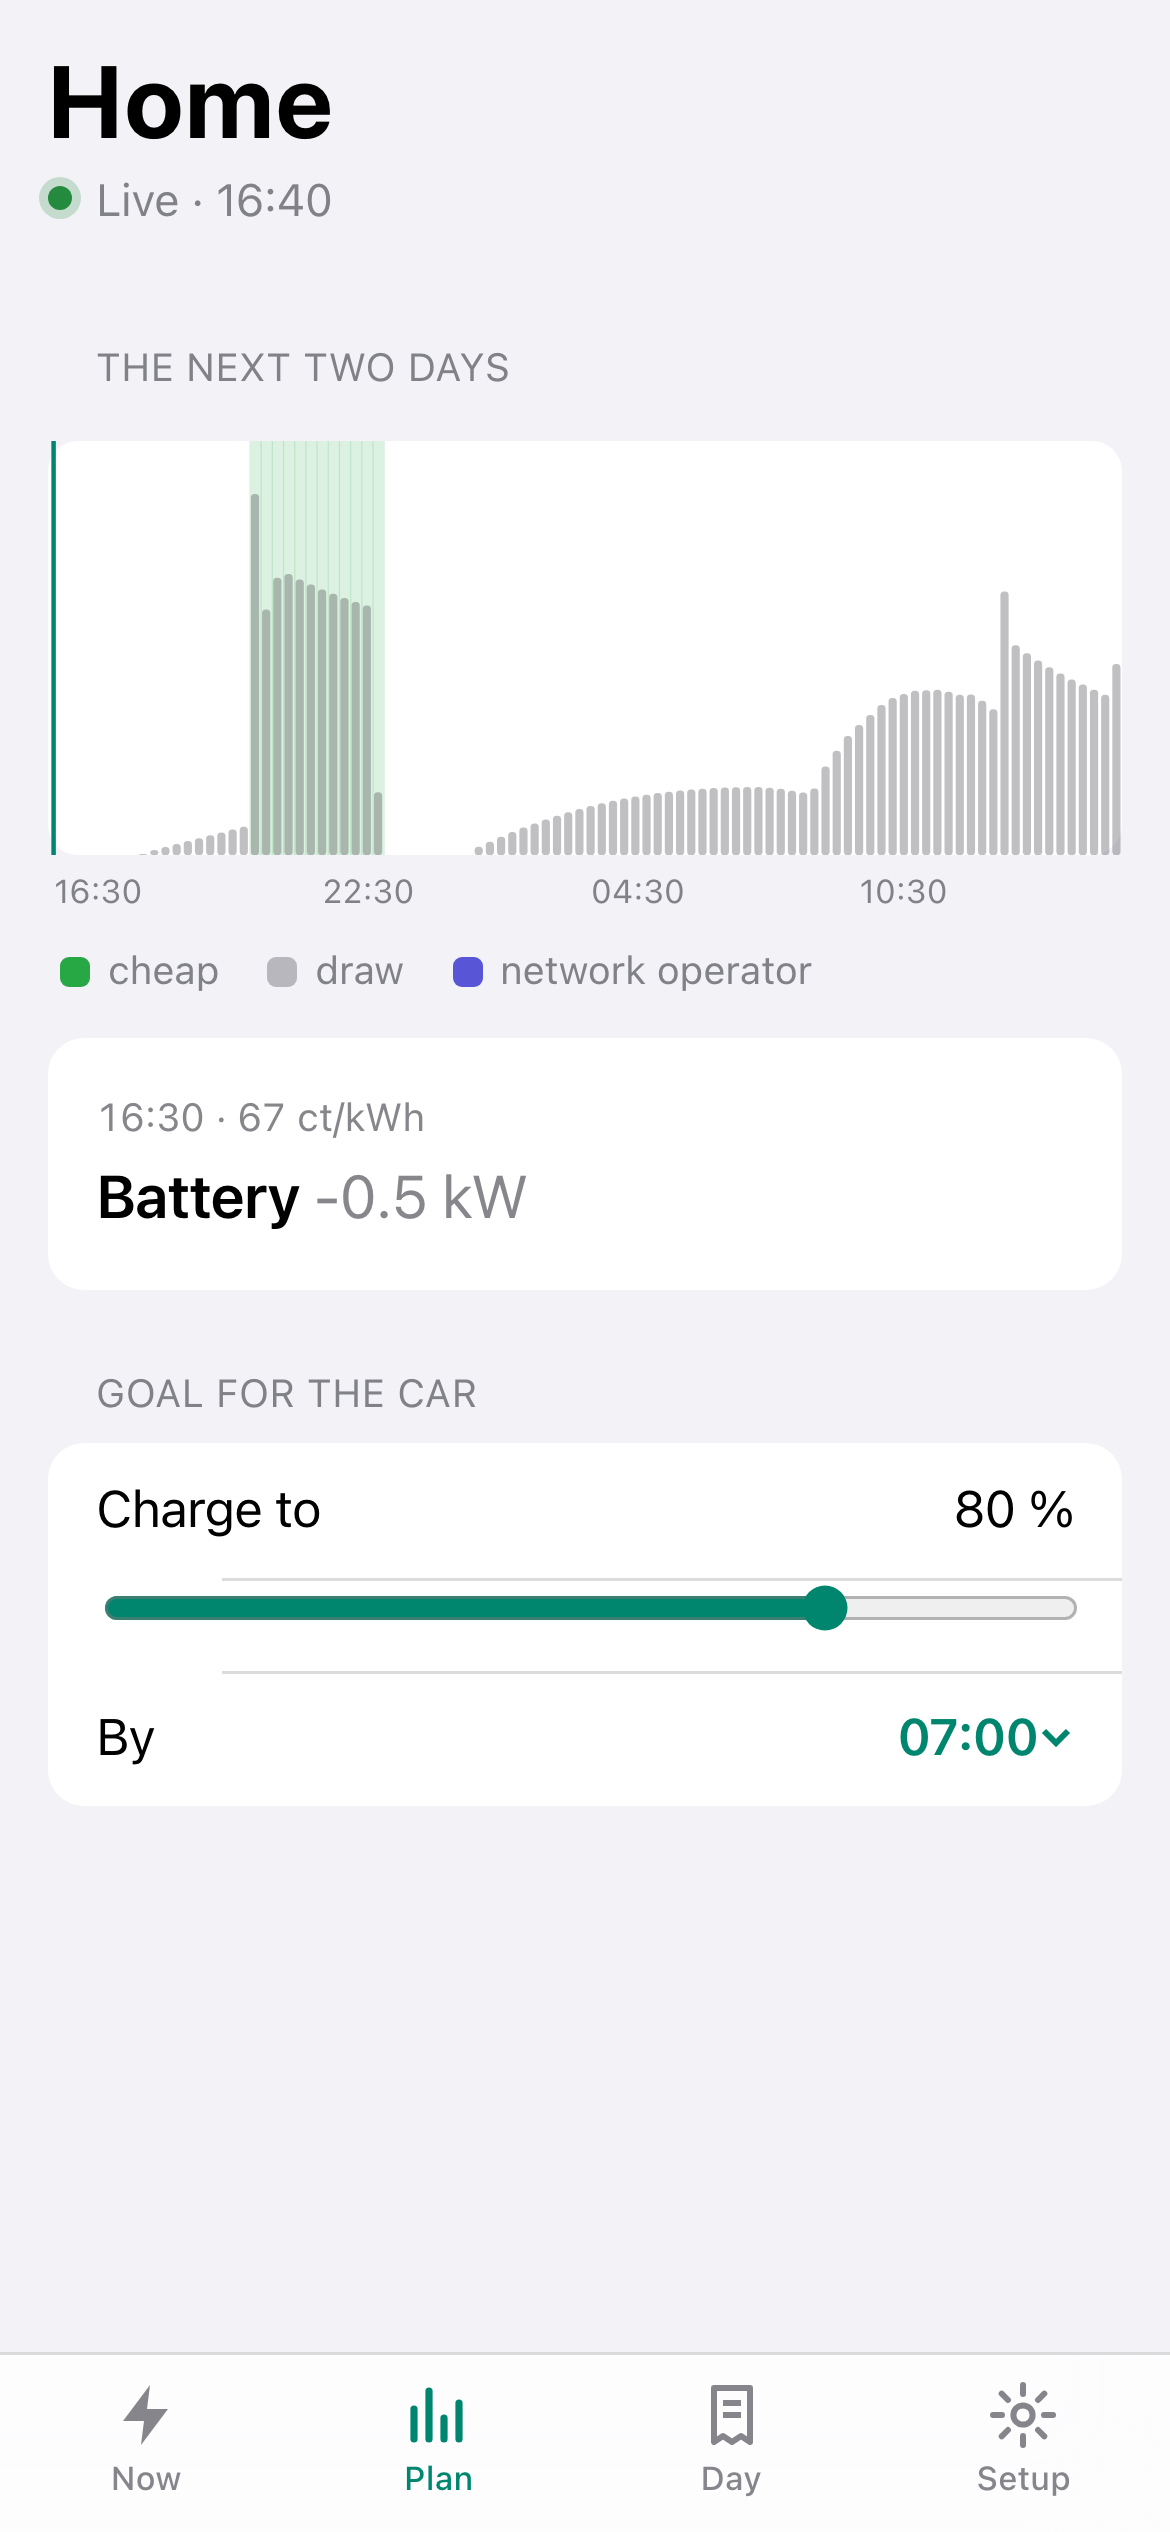 Home
Live · 16:40
THE NEXT TWO DAYS
16:30 22:30 04:30 10:30
cheap draw network operator
16:30 · 67 ct/kWh
Battery -0.5 kW
GOAL FOR THE CAR
Charge to 80 %
By 07:00
Now Plan Day Setup